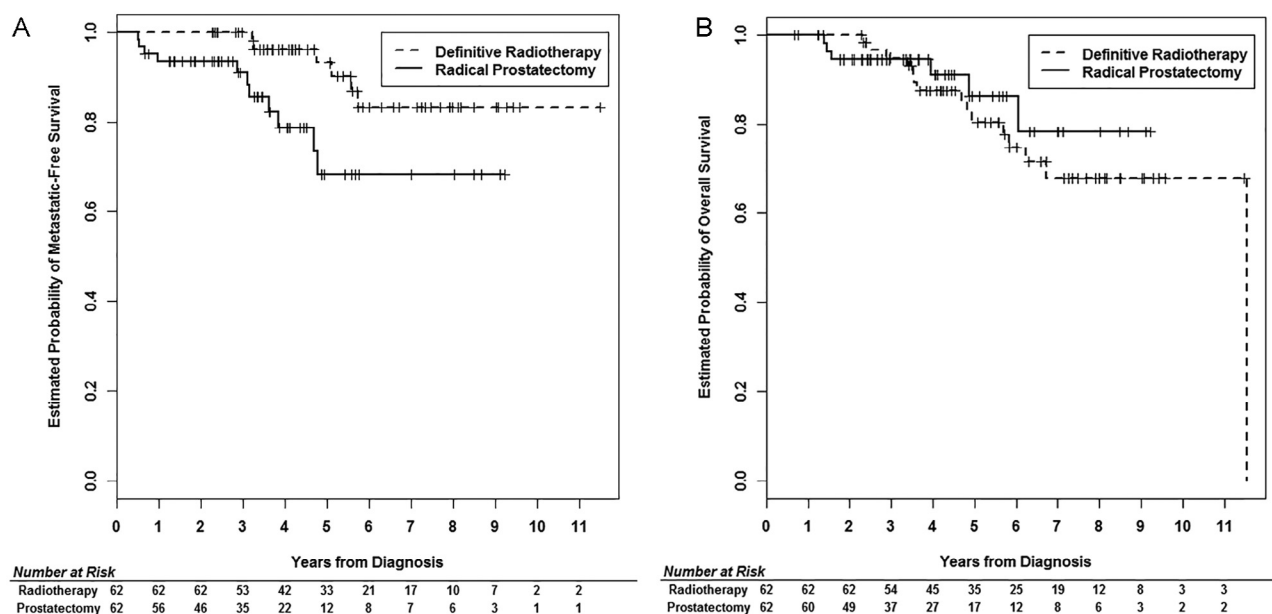 A
Estimated Probability of Metastatic-Free Survival
1.0
0.8
0.6
0.4
0.2
0.0
Definitive Radiotherapy
Radical Prostatectomy
0 1 2 3 4 5 6 7 8 9 10 11
Years from Diagnosis
Number at Risk
Radiotherapy 62 62 62 53 42 33 21 17 10 7 2 2
Prostatectomy 62 56 46 35 22 12 8 7 6 3 1 1
B
Estimated Probability of Overall Survival
1.0
0.8
0.6
0.4
0.2
0.0
Definitive Radiotherapy
Radical Prostatectomy
0 1 2 3 4 5 6 7 8 9 10 11
Years from Diagnosis
Number at Risk
Radiotherapy 62 62 62 54 45 35 25 19 12 8 3 3
Prostatectomy 62 60 49 37 27 17 12 8 6 3 2 2